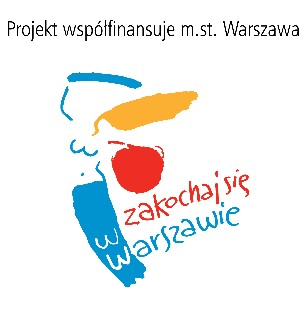 Projekt współfinansuje m.st. Warszawa
zakochaj się
w warszawie